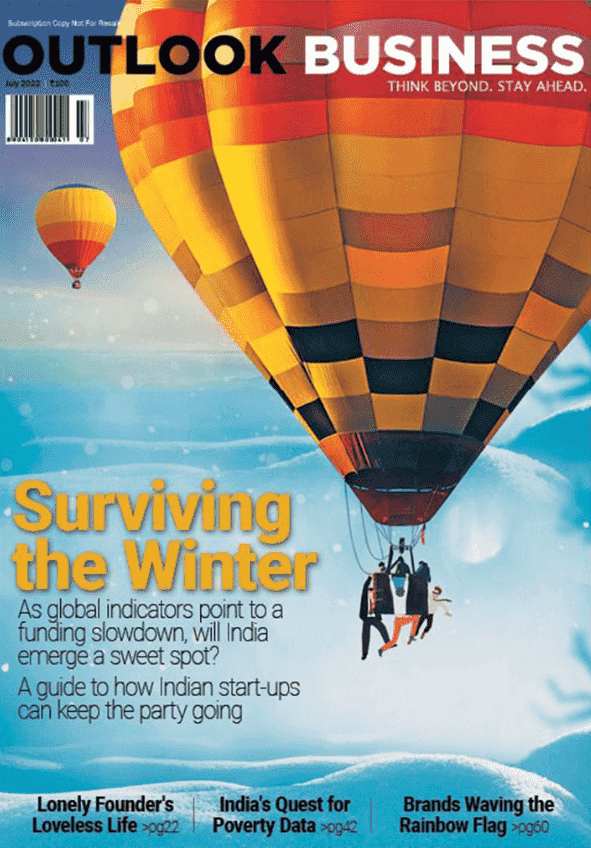 Subscription Copy Not For Resale
OUTLOOK BUSINESS
THINK BEYOND. STAY AHEAD.
July 2022 ₹100
07
Surviving
the Winter
As global indicators point to a
funding slowdown, will India
emerge a sweet spot?
A guide to how Indian start-ups
can keep the party going
Lonely Founder's
Loveless Life >pg22
India's Quest for
Poverty Data >pg42
Brands Waving the
Rainbow Flag >pg60